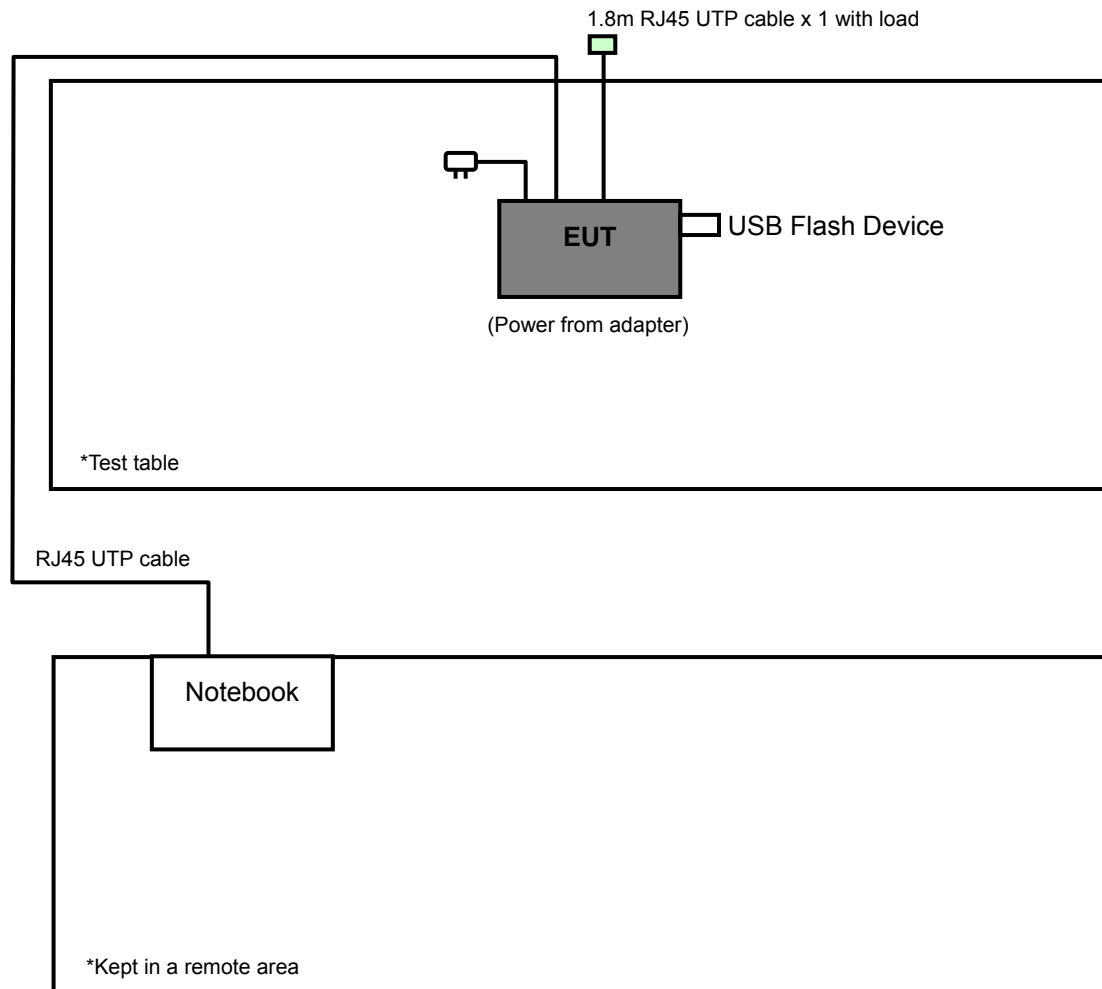 1.8m RJ45 UTP cable x 1 with load
EUT
USB Flash Device
(Power from adapter)
*Test table
RJ45 UTP cable
Notebook
*Kept in a remote area